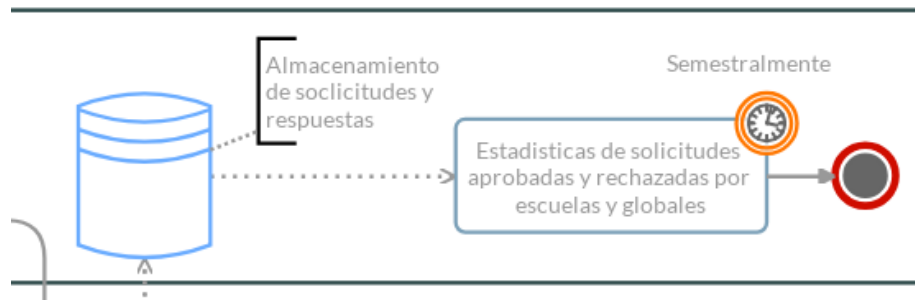 Almacenamiento
de soclicitudes y
respuestas
Semestralmente
Estadisticas de solicitudes
aprobadas y rechazadas por
escuelas y globales